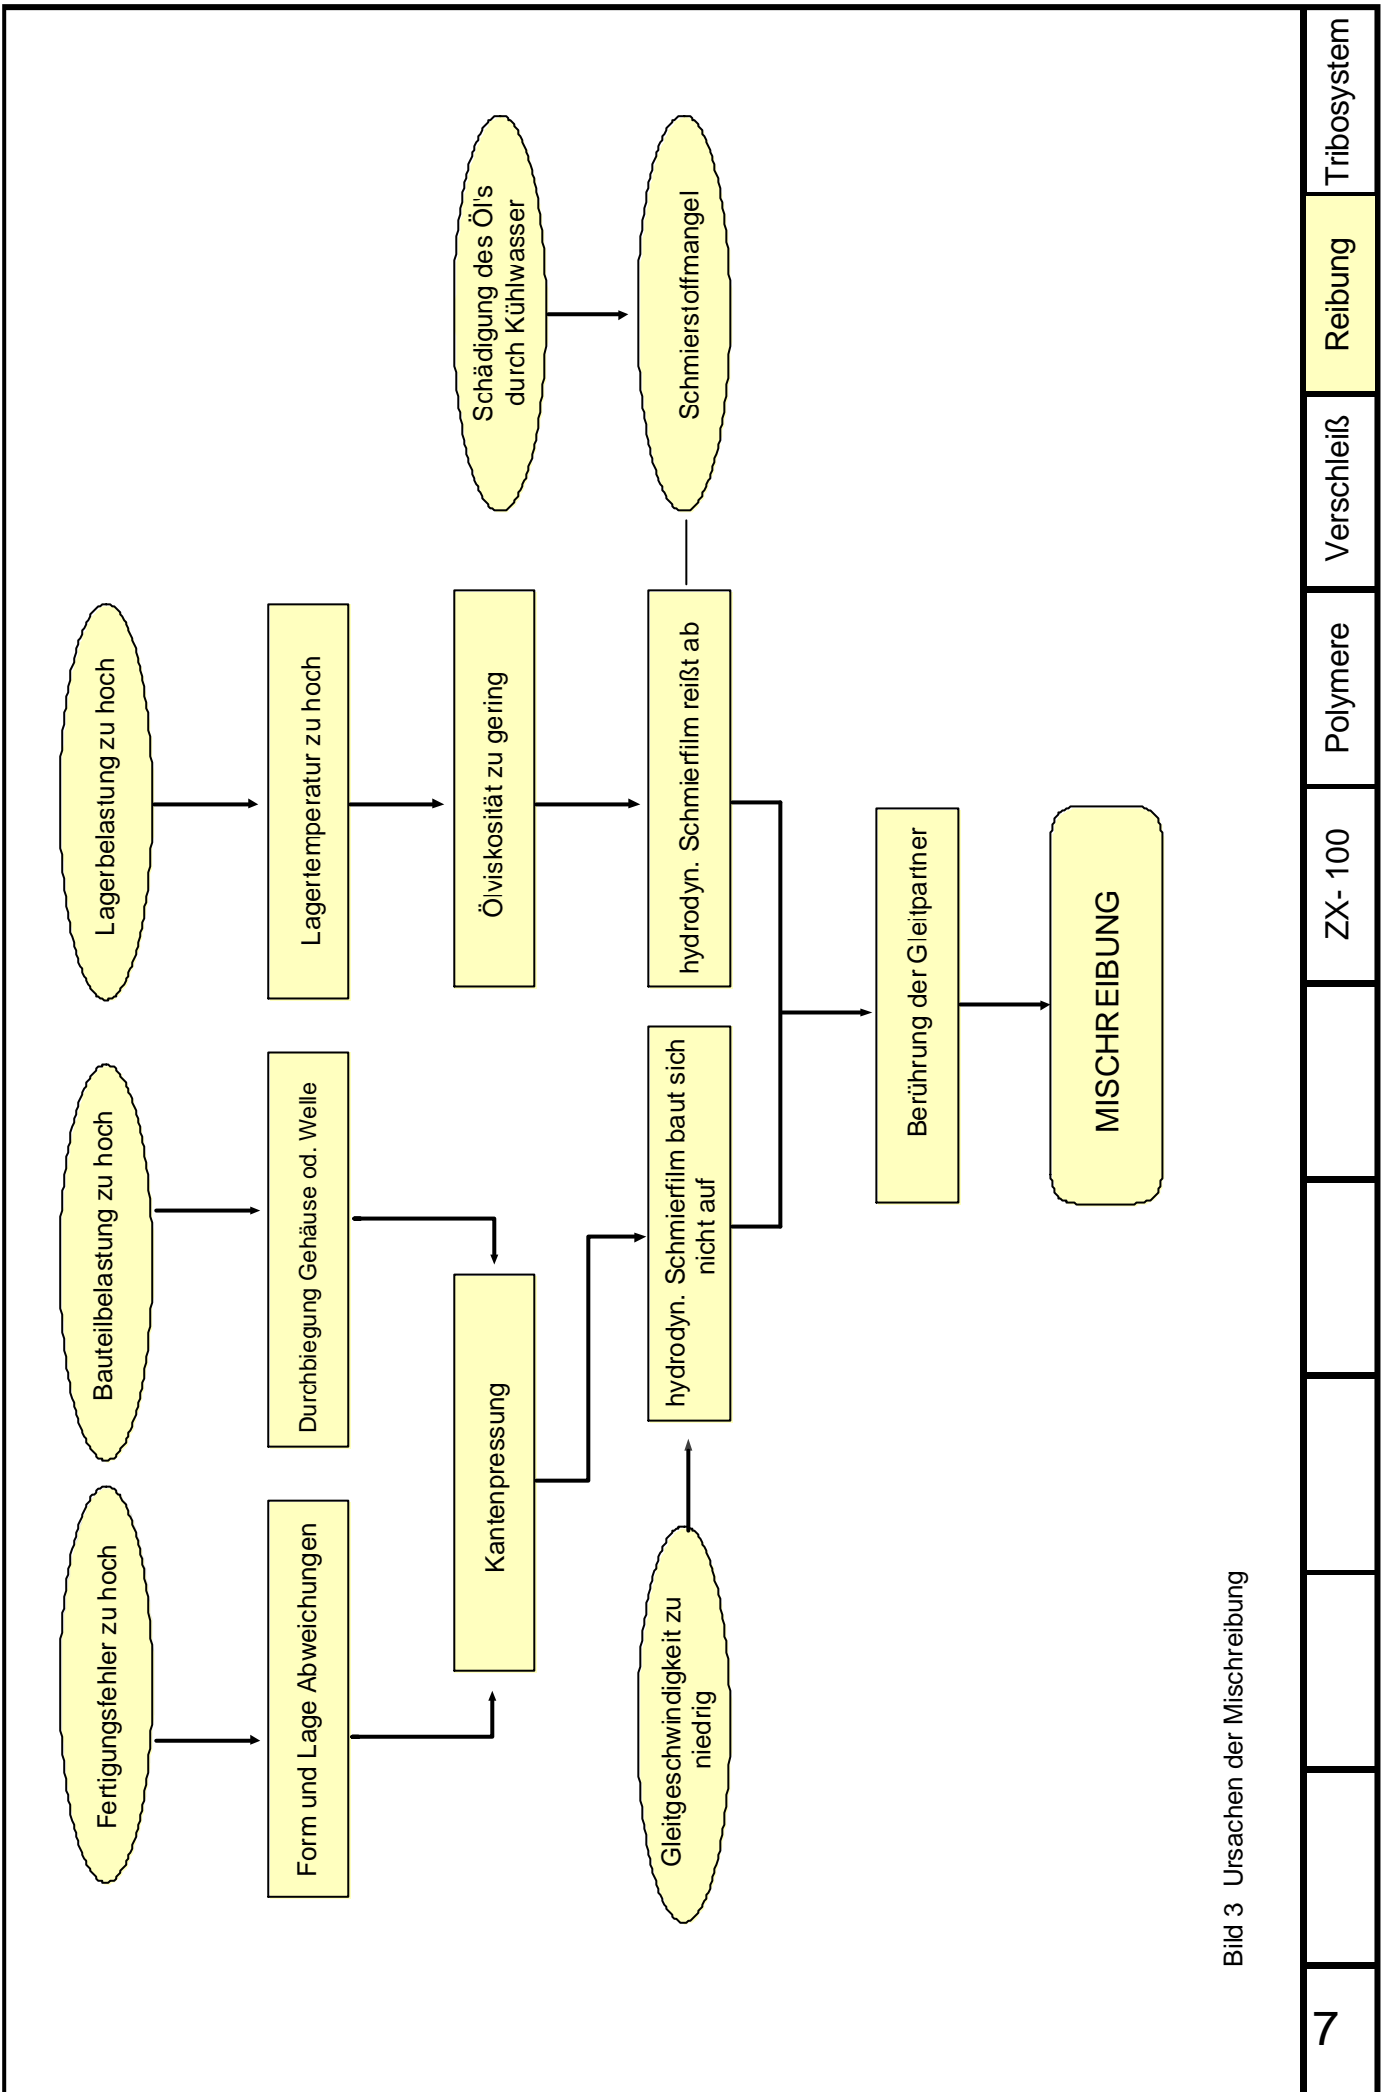 Fertigungsfehler zu hoch
Bauteilbelastung zu hoch
Lagerbelastung zu hoch
Form und Lage Abweichungen
Durchbiegung Gehäuse od. Welle
Lagertemperatur zu hoch
Kantenpressung
Ölviskosität zu gering
Schädigung des Öl's
durch Kühlwasser
Gleitgeschwindigkeit zu
niedrig
hydrodyn. Schmierfilm baut sich
nicht auf
hydrodyn. Schmierfilm reißt ab
Schmierstoffmangel
Berührung der Gleitpartner
MISCHREIBUNG
Bild 3 Ursachen der Mischreibung
7
ZX- 100
Polymere
Verschleiß
Reibung
Tribosystem